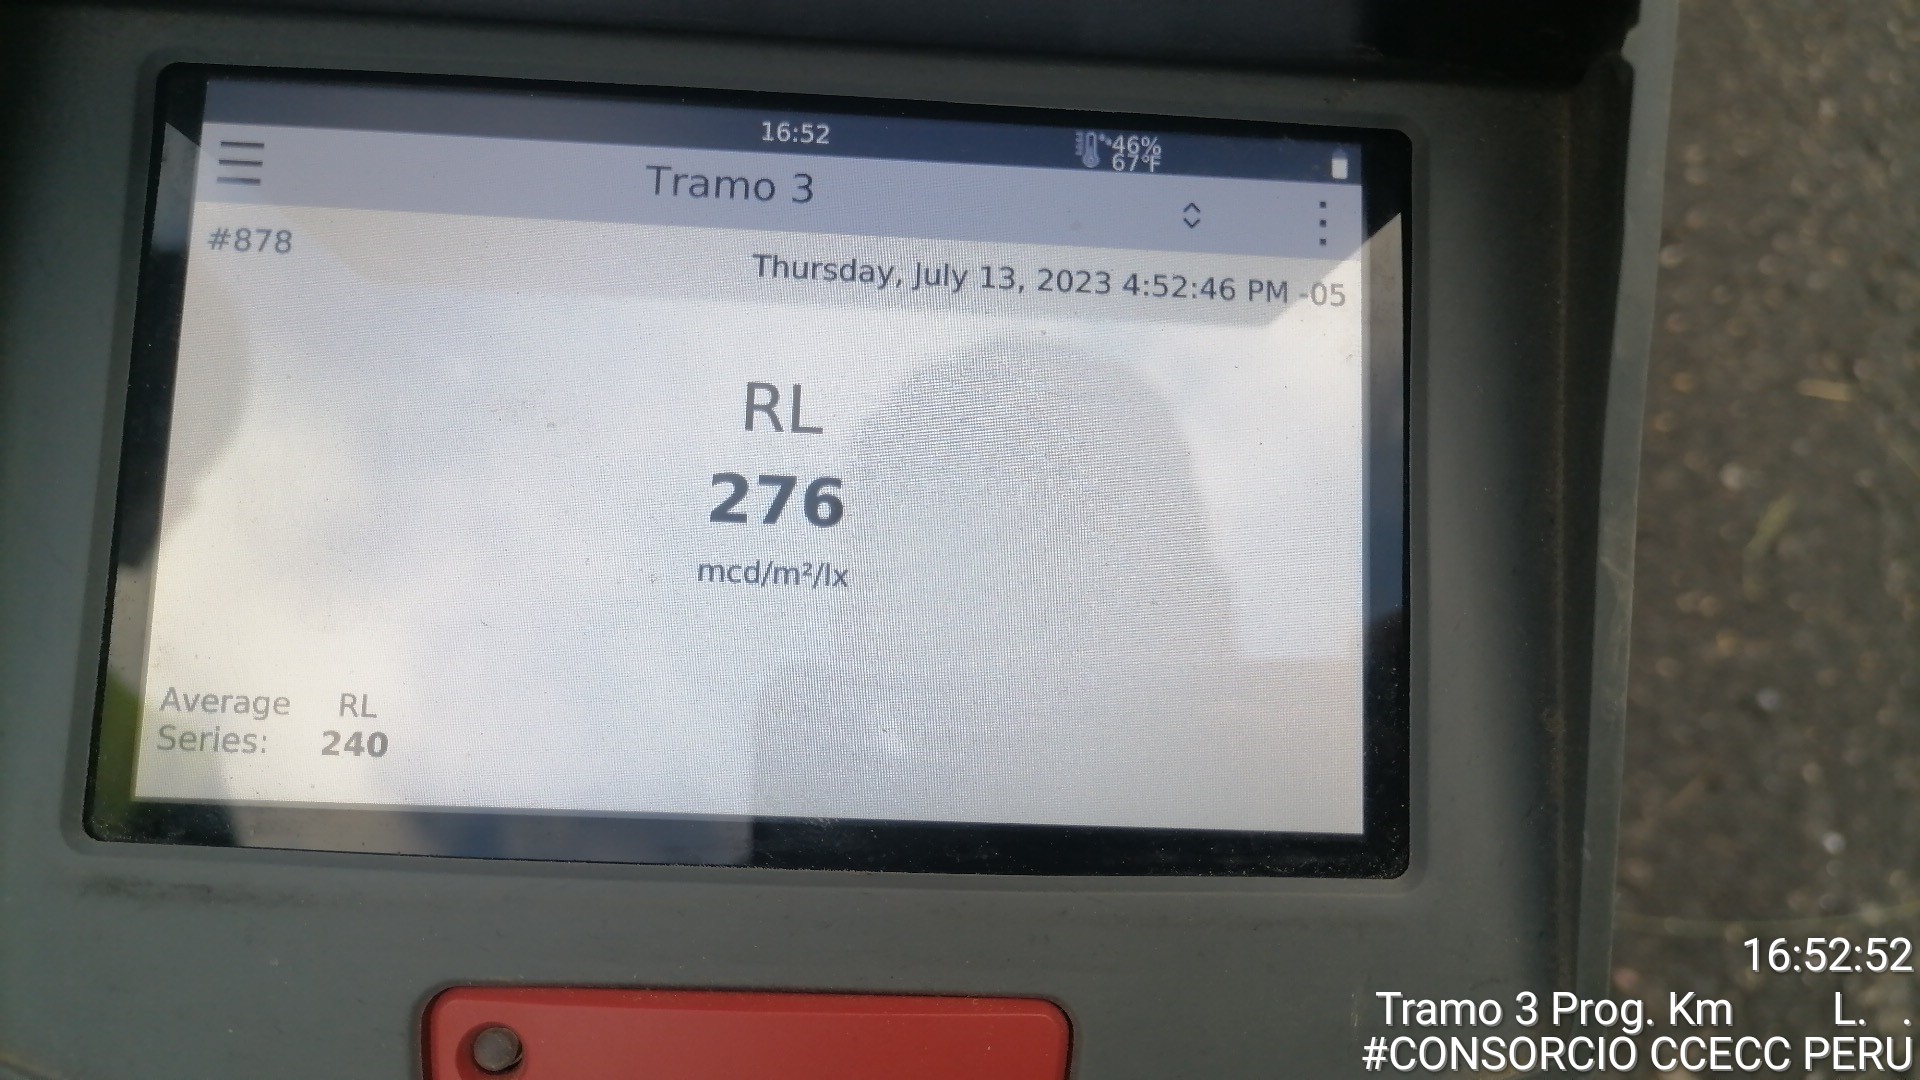 16:52
46%
67°F
Tramo 3
#878
Thursday, July 13, 2023 4:52:46 PM -05
RL
276
mcd/m²/lx
Average RL
Series: 240
16:52:52
Tramo 3 Prog. Km L. .
#CONSORCIO CCECC PERU